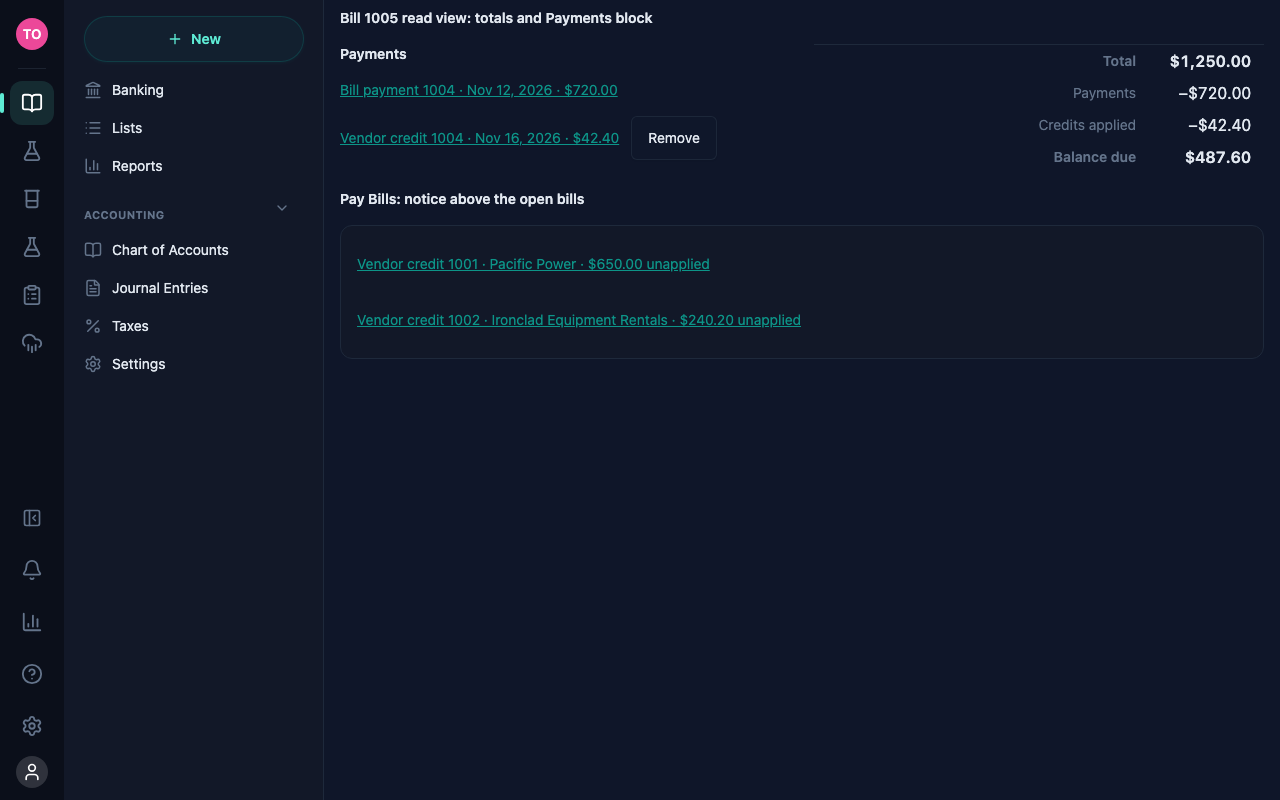 TO
+ New
Banking
Lists
Reports
ACCOUNTING
Chart of Accounts
Journal Entries
Taxes
Settings
Bill 1005 read view: totals and Payments block
Payments
Bill payment 1004 · Nov 12, 2026 · $720.00
Vendor credit 1004 · Nov 16, 2026 · $42.40 Remove
Total $1,250.00
Payments –$720.00
Credits applied –$42.40
Balance due $487.60
Pay Bills: notice above the open bills
Vendor credit 1001 · Pacific Power · $650.00 unapplied
Vendor credit 1002 · Ironclad Equipment Rentals · $240.20 unapplied